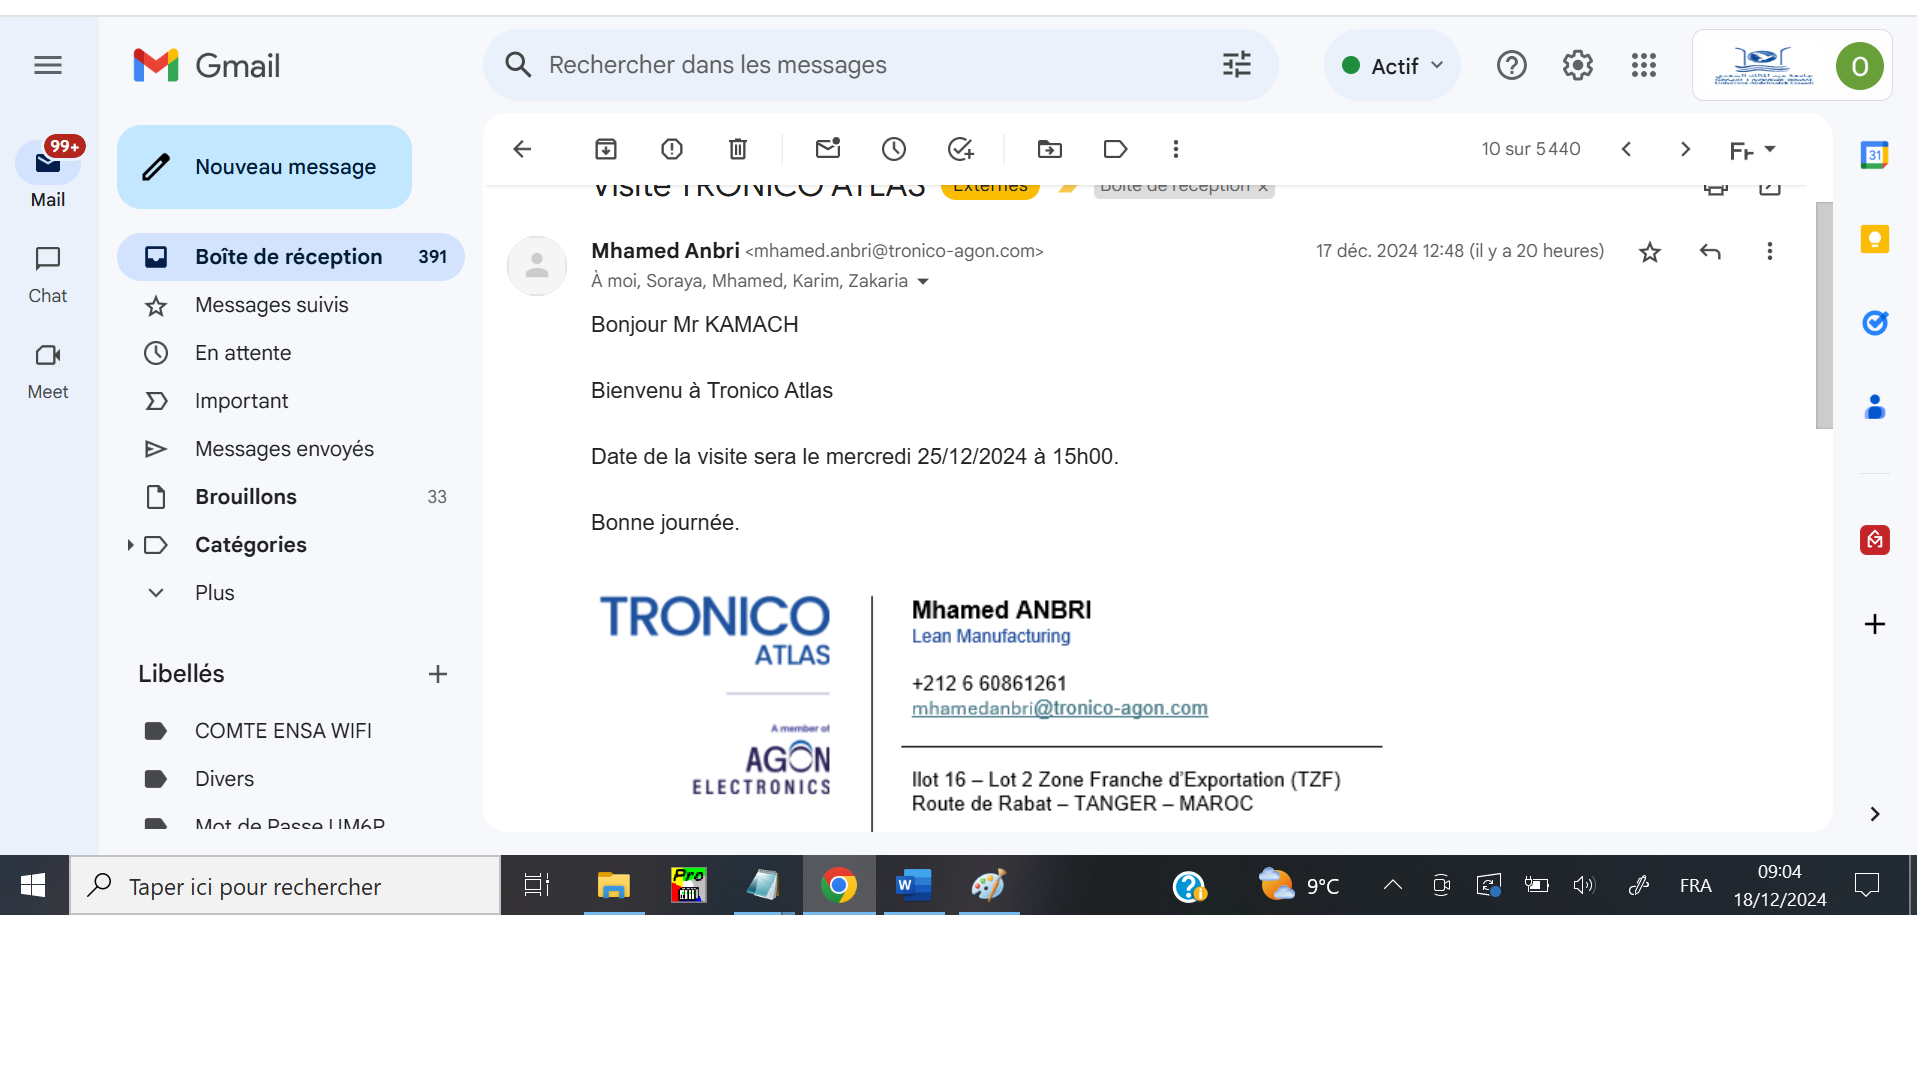 Gmail
Rechercher dans les messages
Actif
O
99+
Mail
Chat
Meet
Nouveau message
Boîte de réception 391
Messages suivis
En attente
Important
Messages envoyés
Brouillons 33
Catégories
Plus
Libellés
COMTE ENSA WIFI
Divers
Mot de Passe UM6P
10 sur 5 440
Visite TRONICO ATLAS Externes Boîte de réception x
Mhamed Anbri <mhamed.anbri@tronico-agon.com>
17 déc. 2024 12:48 (il y a 20 heures)
À moi, Soraya, Mhamed, Karim, Zakaria
Bonjour Mr KAMACH
Bienvenu à Tronico Atlas
Date de la visite sera le mercredi 25/12/2024 à 15h00.
Bonne journée.
TRONICO
ATLAS
A member of
AGON
ELECTRONICS
Mhamed ANBRI
Lean Manufacturing
+212 6 60861261
mhamedanbri@tronico-agon.com
Ilot 16 – Lot 2 Zone Franche d'Exportation (TZF)
Route de Rabat – TANGER – MAROC
31
Taper ici pour rechercher
Pro
W
9°C
FRA
09:04
18/12/2024